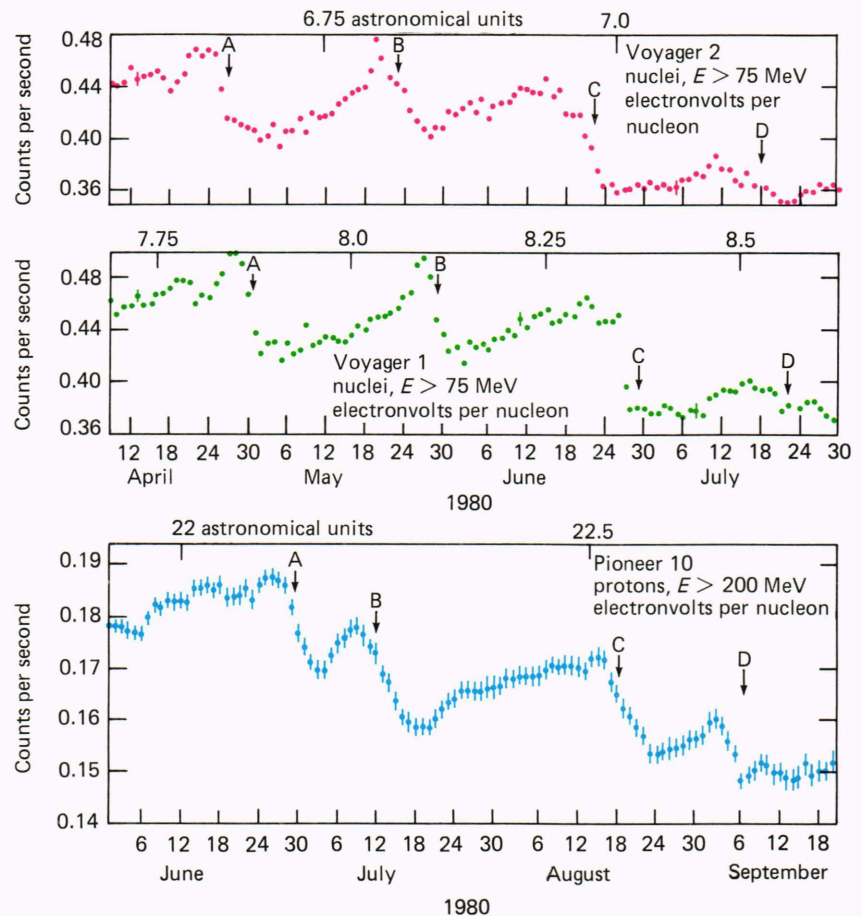 6.75 astronomical units 7.0
0.48
0.44
0.40
0.36
Counts per second
A
B
C
D
Voyager 2
nuclei, E > 75 MeV
electronvolts per
nucleon
7.75 8.0 8.25 8.5
0.48
0.44
0.40
0.36
Counts per second
A
B
C
D
Voyager 1
nuclei, E > 75 MeV
electronvolts per nucleon
12 18 24 30 6 12 18 24 30 6 12 18 24 30 6 12 18 24 30
April May June July
1980
22 astronomical units 22.5
0.19
0.18
0.17
0.16
0.15
0.14
Counts per second
A
B
C
D
Pioneer 10
protons, E > 200 MeV
electronvolts per nucleon
6 12 18 24 30 6 12 18 24 30 6 12 18 24 30 6 12 18
June July August September
1980